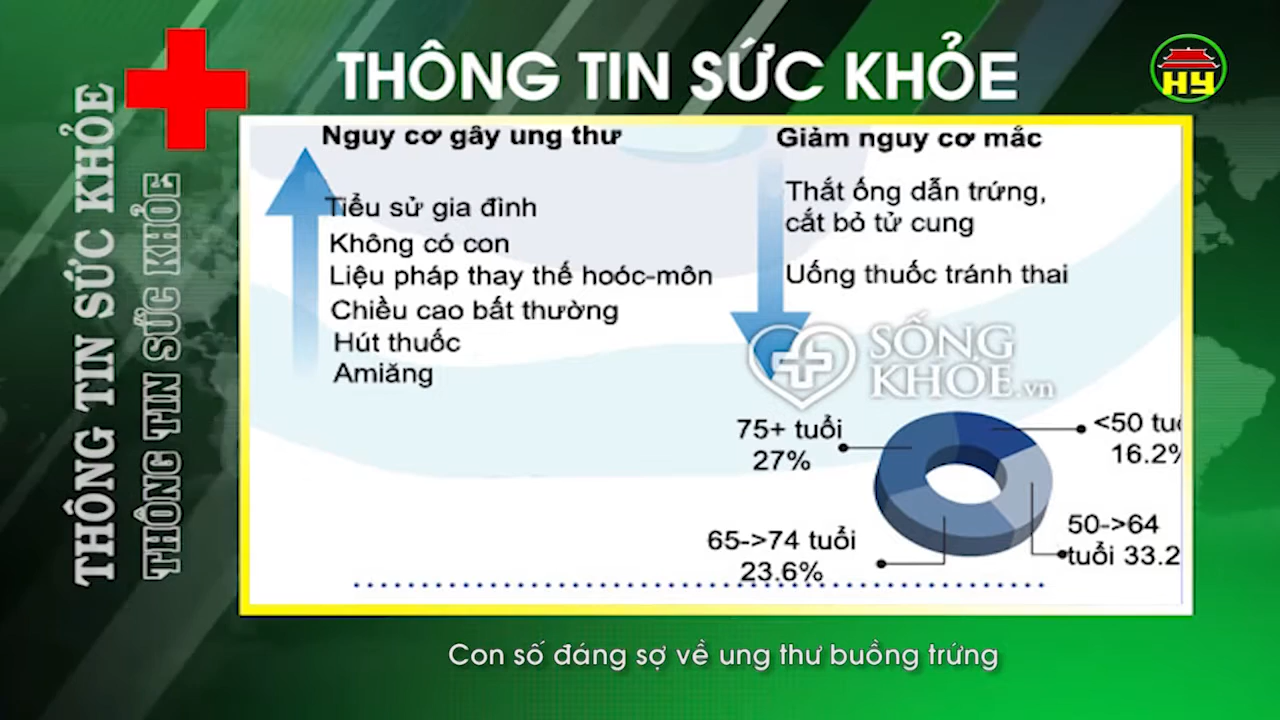 THÔNG TIN SỨC KHỎE
HY
THÔNG TIN SỨC KHỎE
THÔNG TIN SỨC KHỎE
Nguy cơ gây ung thư
Tiểu sử gia đình
Không có con
Liệu pháp thay thế hoóc-môn
Chiều cao bất thường
Hút thuốc
Amiăng
Giảm nguy cơ mắc
Thắt ống dẫn trứng,
cắt bỏ tử cung
Uống thuốc tránh thai
SỐNG
KHỎE.vn
75+ tuổi
27%
<50
16.2%
65->74 tuổi
23.6%
50->64
tuổi 33.2
Con số đáng sợ về ung thư buồng trứng